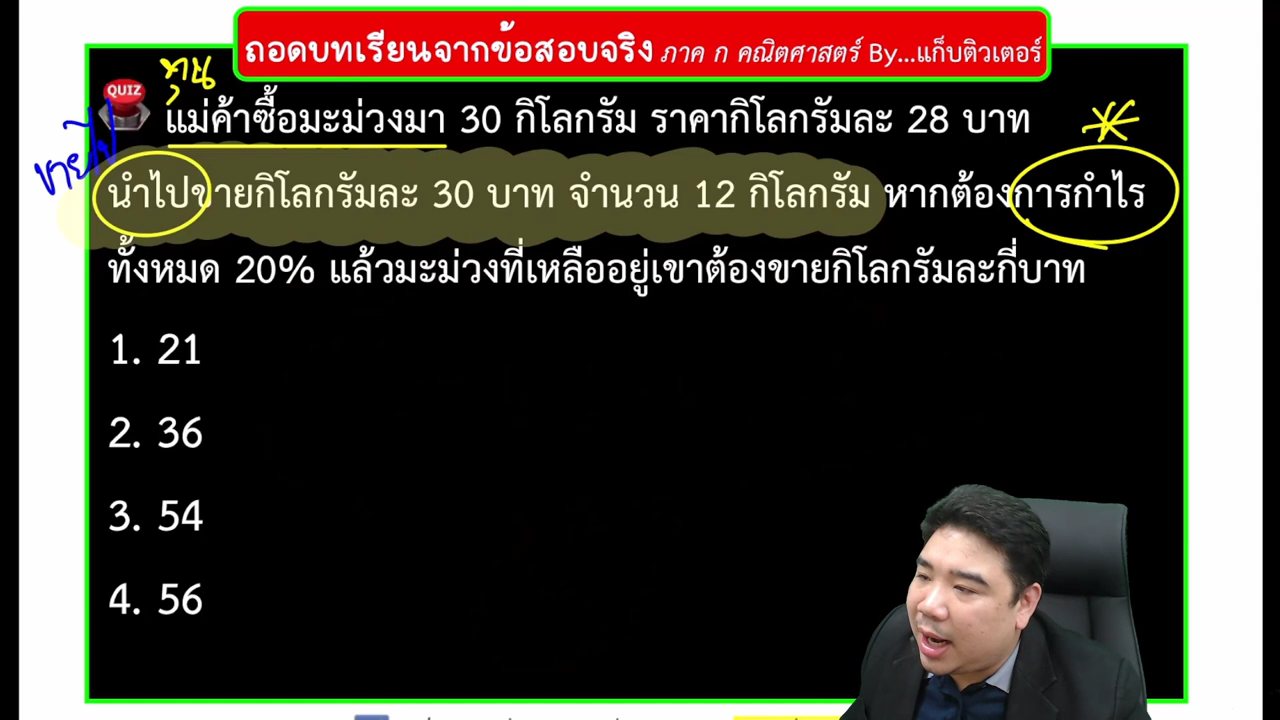 ถอดบทเรียนจากข้อสอบจริง ภาค ก คณิตศาสตร์ By...แก็บติวเตอร์
ทุน
QUIZ
แม่ค้าซื้อมะม่วงมา 30 กิโลกรัม ราคากิโลกรัมละ 28 บาท
ขายไป
นำไปขายกิโลกรัมละ 30 บาท จำนวน 12 กิโลกรัม หากต้องการกำไร
ทั้งหมด 20% แล้วมะม่วงที่เหลืออยู่เขาต้องขายกิโลกรัมละกี่บาท
1. 21
2. 36
3. 54
4. 56